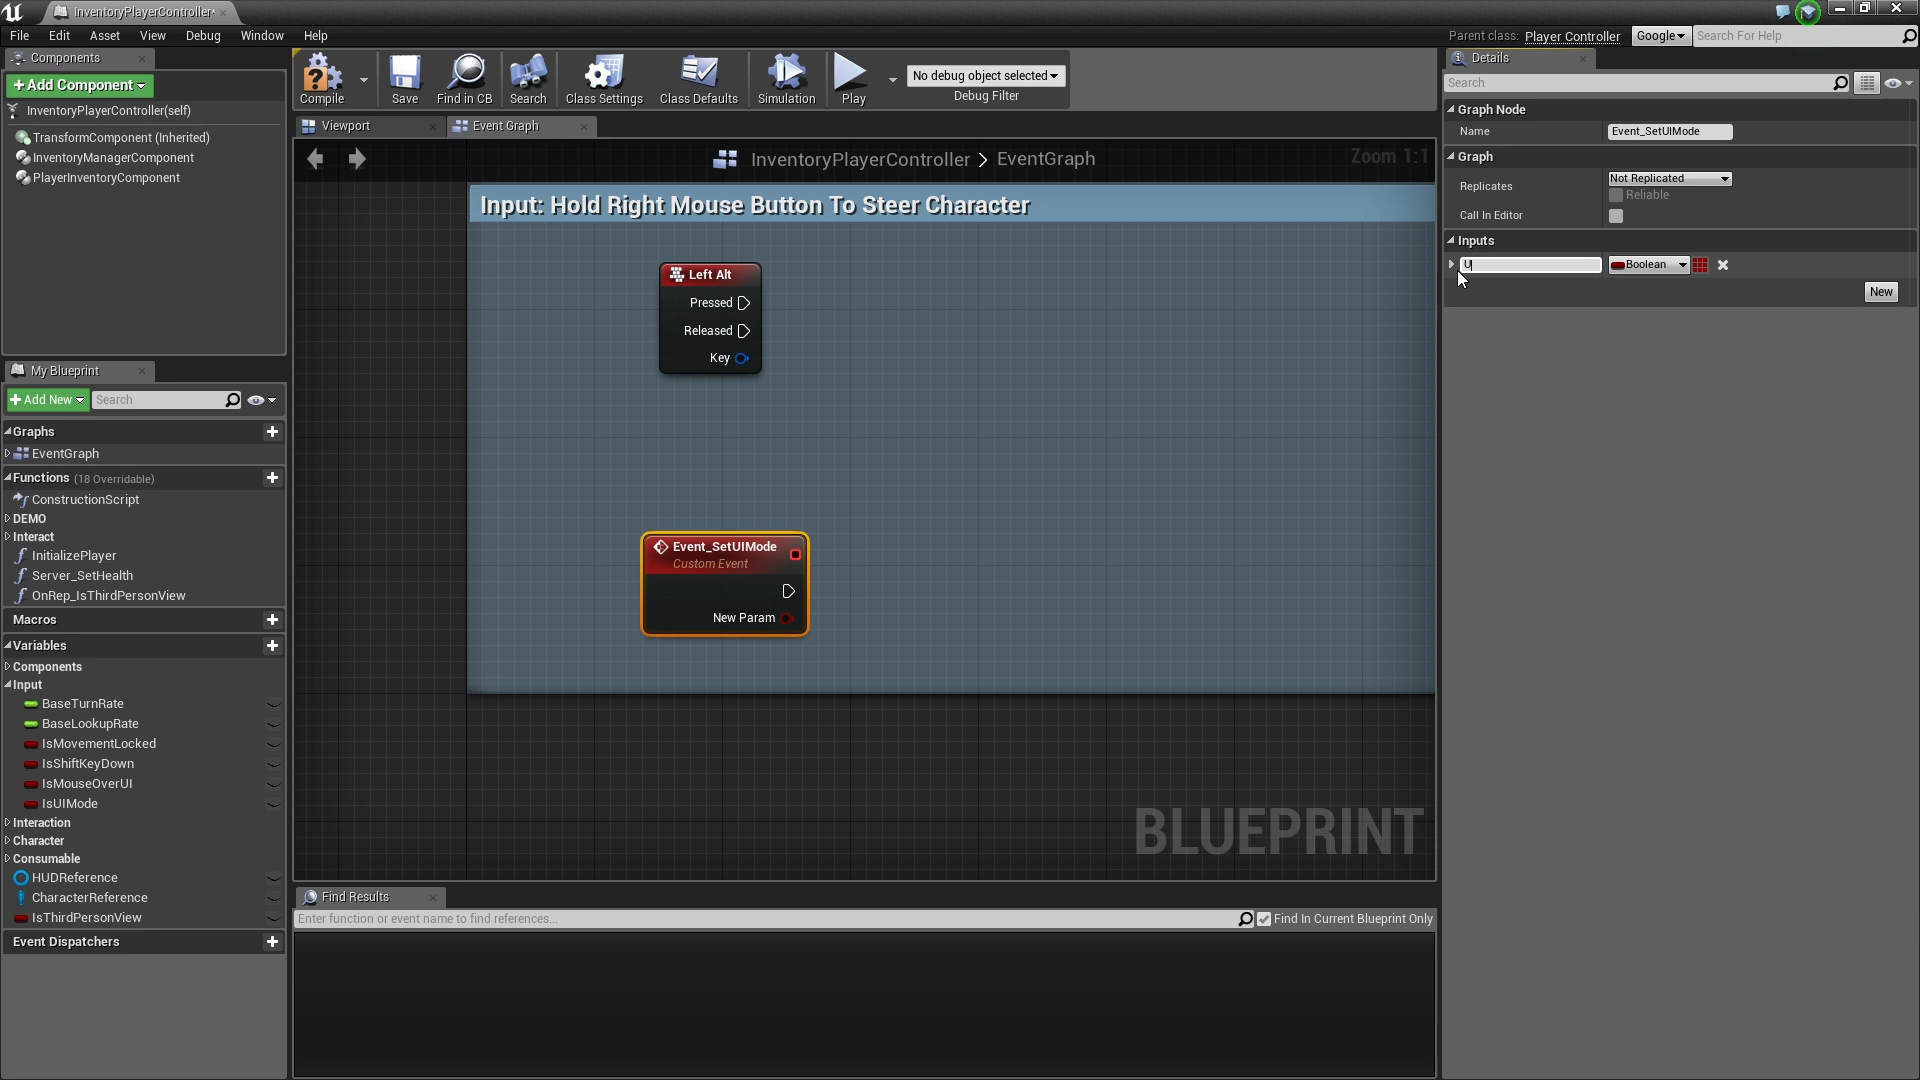 InventoryPlayerController*
File Edit Asset View Debug Window Help
Parent class: Player Controller Google Search For Help
Components
+Add Component
InventoryPlayerController(self)
TransformComponent (Inherited)
InventoryManagerComponent
PlayerInventoryComponent
My Blueprint
+Add New Search
Graphs
EventGraph
Functions (18 Overridable)
ConstructionScript
DEMO
Interact
InitializePlayer
Server_SetHealth
OnRep_IsThirdPersonView
Macros
Variables
Components
Input
BaseTurnRate
BaseLookupRate
IsMovementLocked
IsShiftKeyDown
IsMouseOverUI
IsUIMode
Interaction
Character
Consumable
HUDReference
CharacterReference
IsThirdPersonView
Event Dispatchers
Compile Save Find in CB Search Class Settings Class Defaults Simulation Play
No debug object selected
Debug Filter
Viewport Event Graph
InventoryPlayerController > EventGraph
Zoom 1:1
Input: Hold Right Mouse Button To Steer Character
Left Alt
Pressed
Released
Key
Event_SetUIMode
Custom Event
New Param
BLUEPRINT
Find Results
Enter function or event name to find references...
Find In Current Blueprint Only
Details
Search
Graph Node
Name Event_SetUIMode
Graph
Replicates Not Replicated
Reliable
Call In Editor
Inputs
U Boolean
New